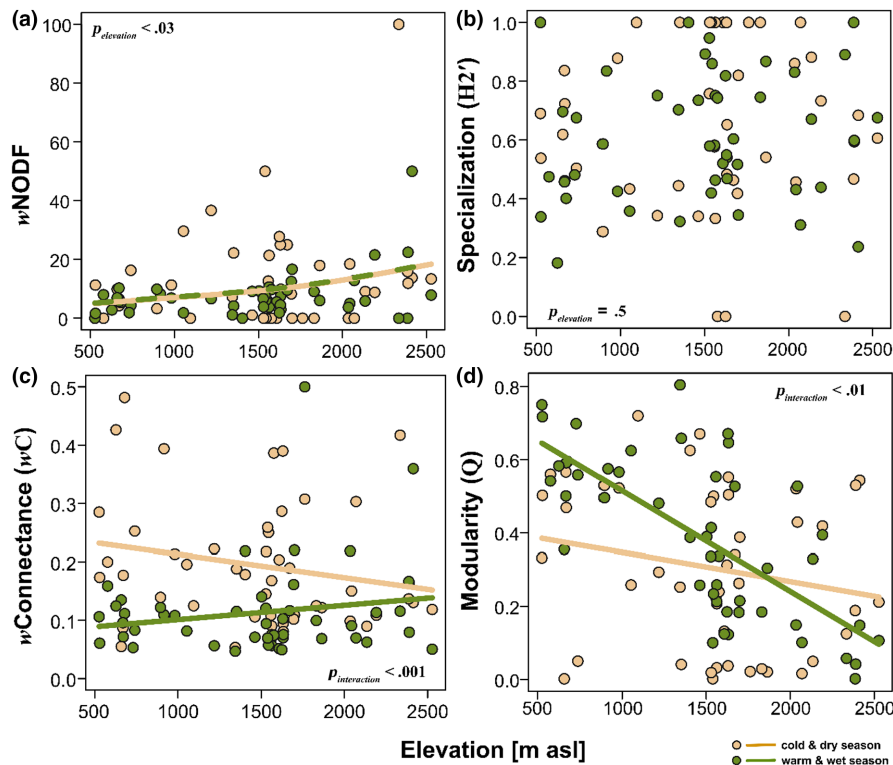 (a)
p elevation < .03
wNODF
100
80
60
40
20
0
500 1000 1500 2000 2500
(b)
Specialization (H2′)
1.0
0.8
0.6
0.4
0.2
0.0
p elevation = .5
500 1000 1500 2000 2500
(c)
wConnectance (wC)
0.5
0.4
0.3
0.2
0.1
0.0
p interaction < .001
500 1000 1500 2000 2500
(d)
p interaction < .01
Modularity (Q)
0.8
0.6
0.4
0.2
0.0
500 1000 1500 2000 2500
Elevation [m asl]
cold & dry season
warm & wet season